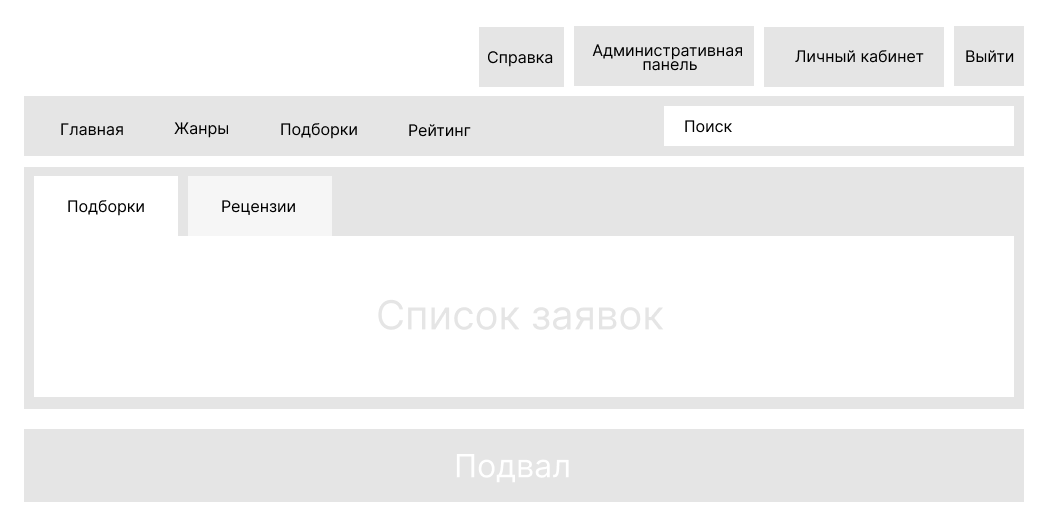 Справка
Административная
панель
Личный кабинет
Выйти
Главная
Жанры
Подборки
Рейтинг
Поиск
Подборки
Рецензии
Список заявок
Подвал